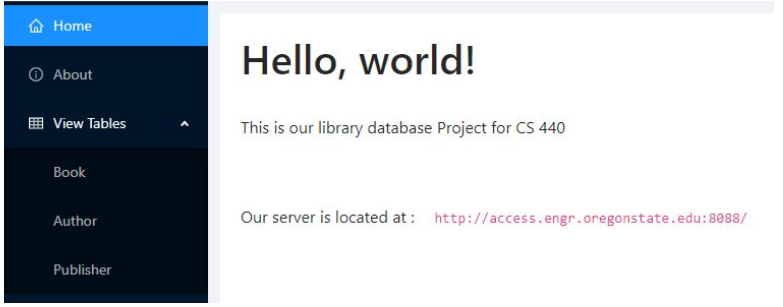 Home
About
View Tables
Book
Author
Publisher
Hello, world!
This is our library database Project for CS 440
Our server is located at : http://access.engr.oregonstate.edu:8088/